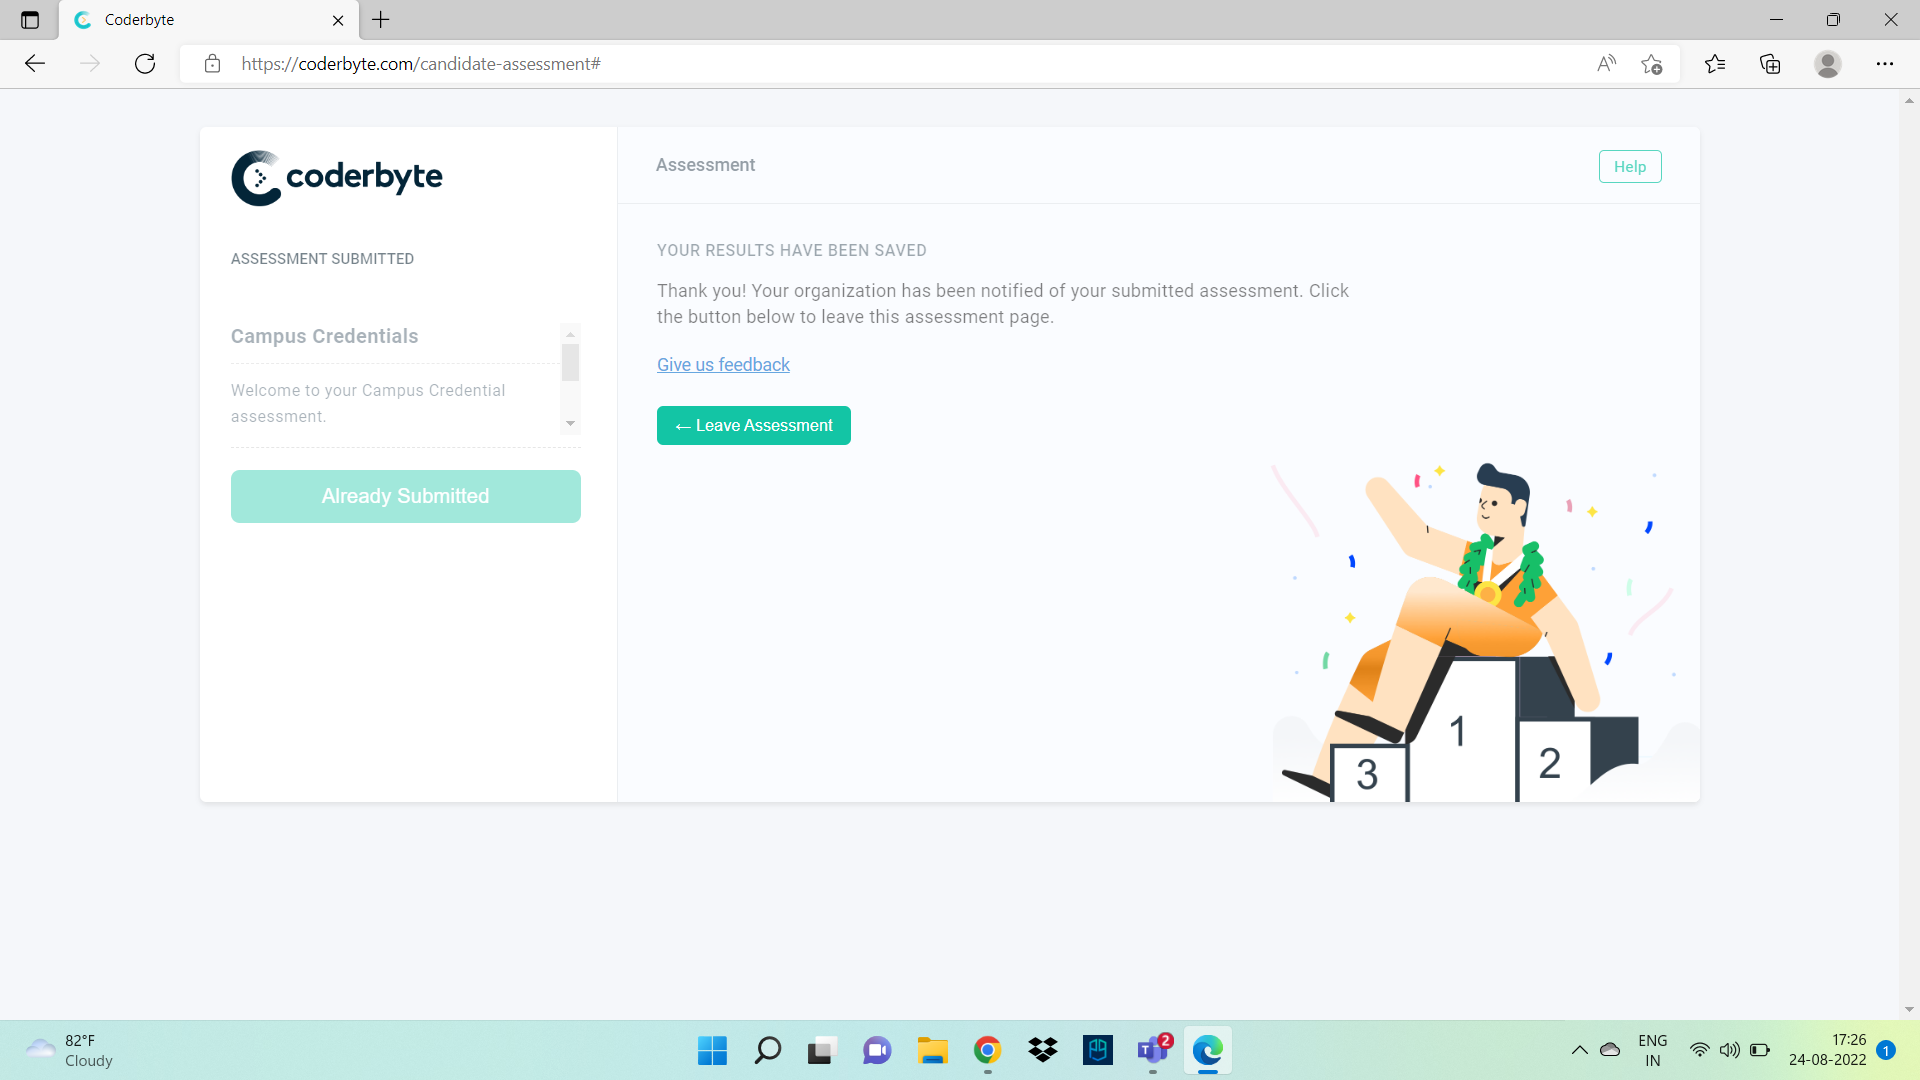 Coderbyte
https://coderbyte.com/candidate-assessment#
coderbyte
ASSESSMENT SUBMITTED
Campus Credentials
Welcome to your Campus Credential
assessment.
Already Submitted
Assessment
Help
YOUR RESULTS HAVE BEEN SAVED
Thank you! Your organization has been notified of your submitted assessment. Click
the button below to leave this assessment page.
Give us feedback
← Leave Assessment
1
2
3
82°F
Cloudy
2
ENG
IN
17:26
24-08-2022
1